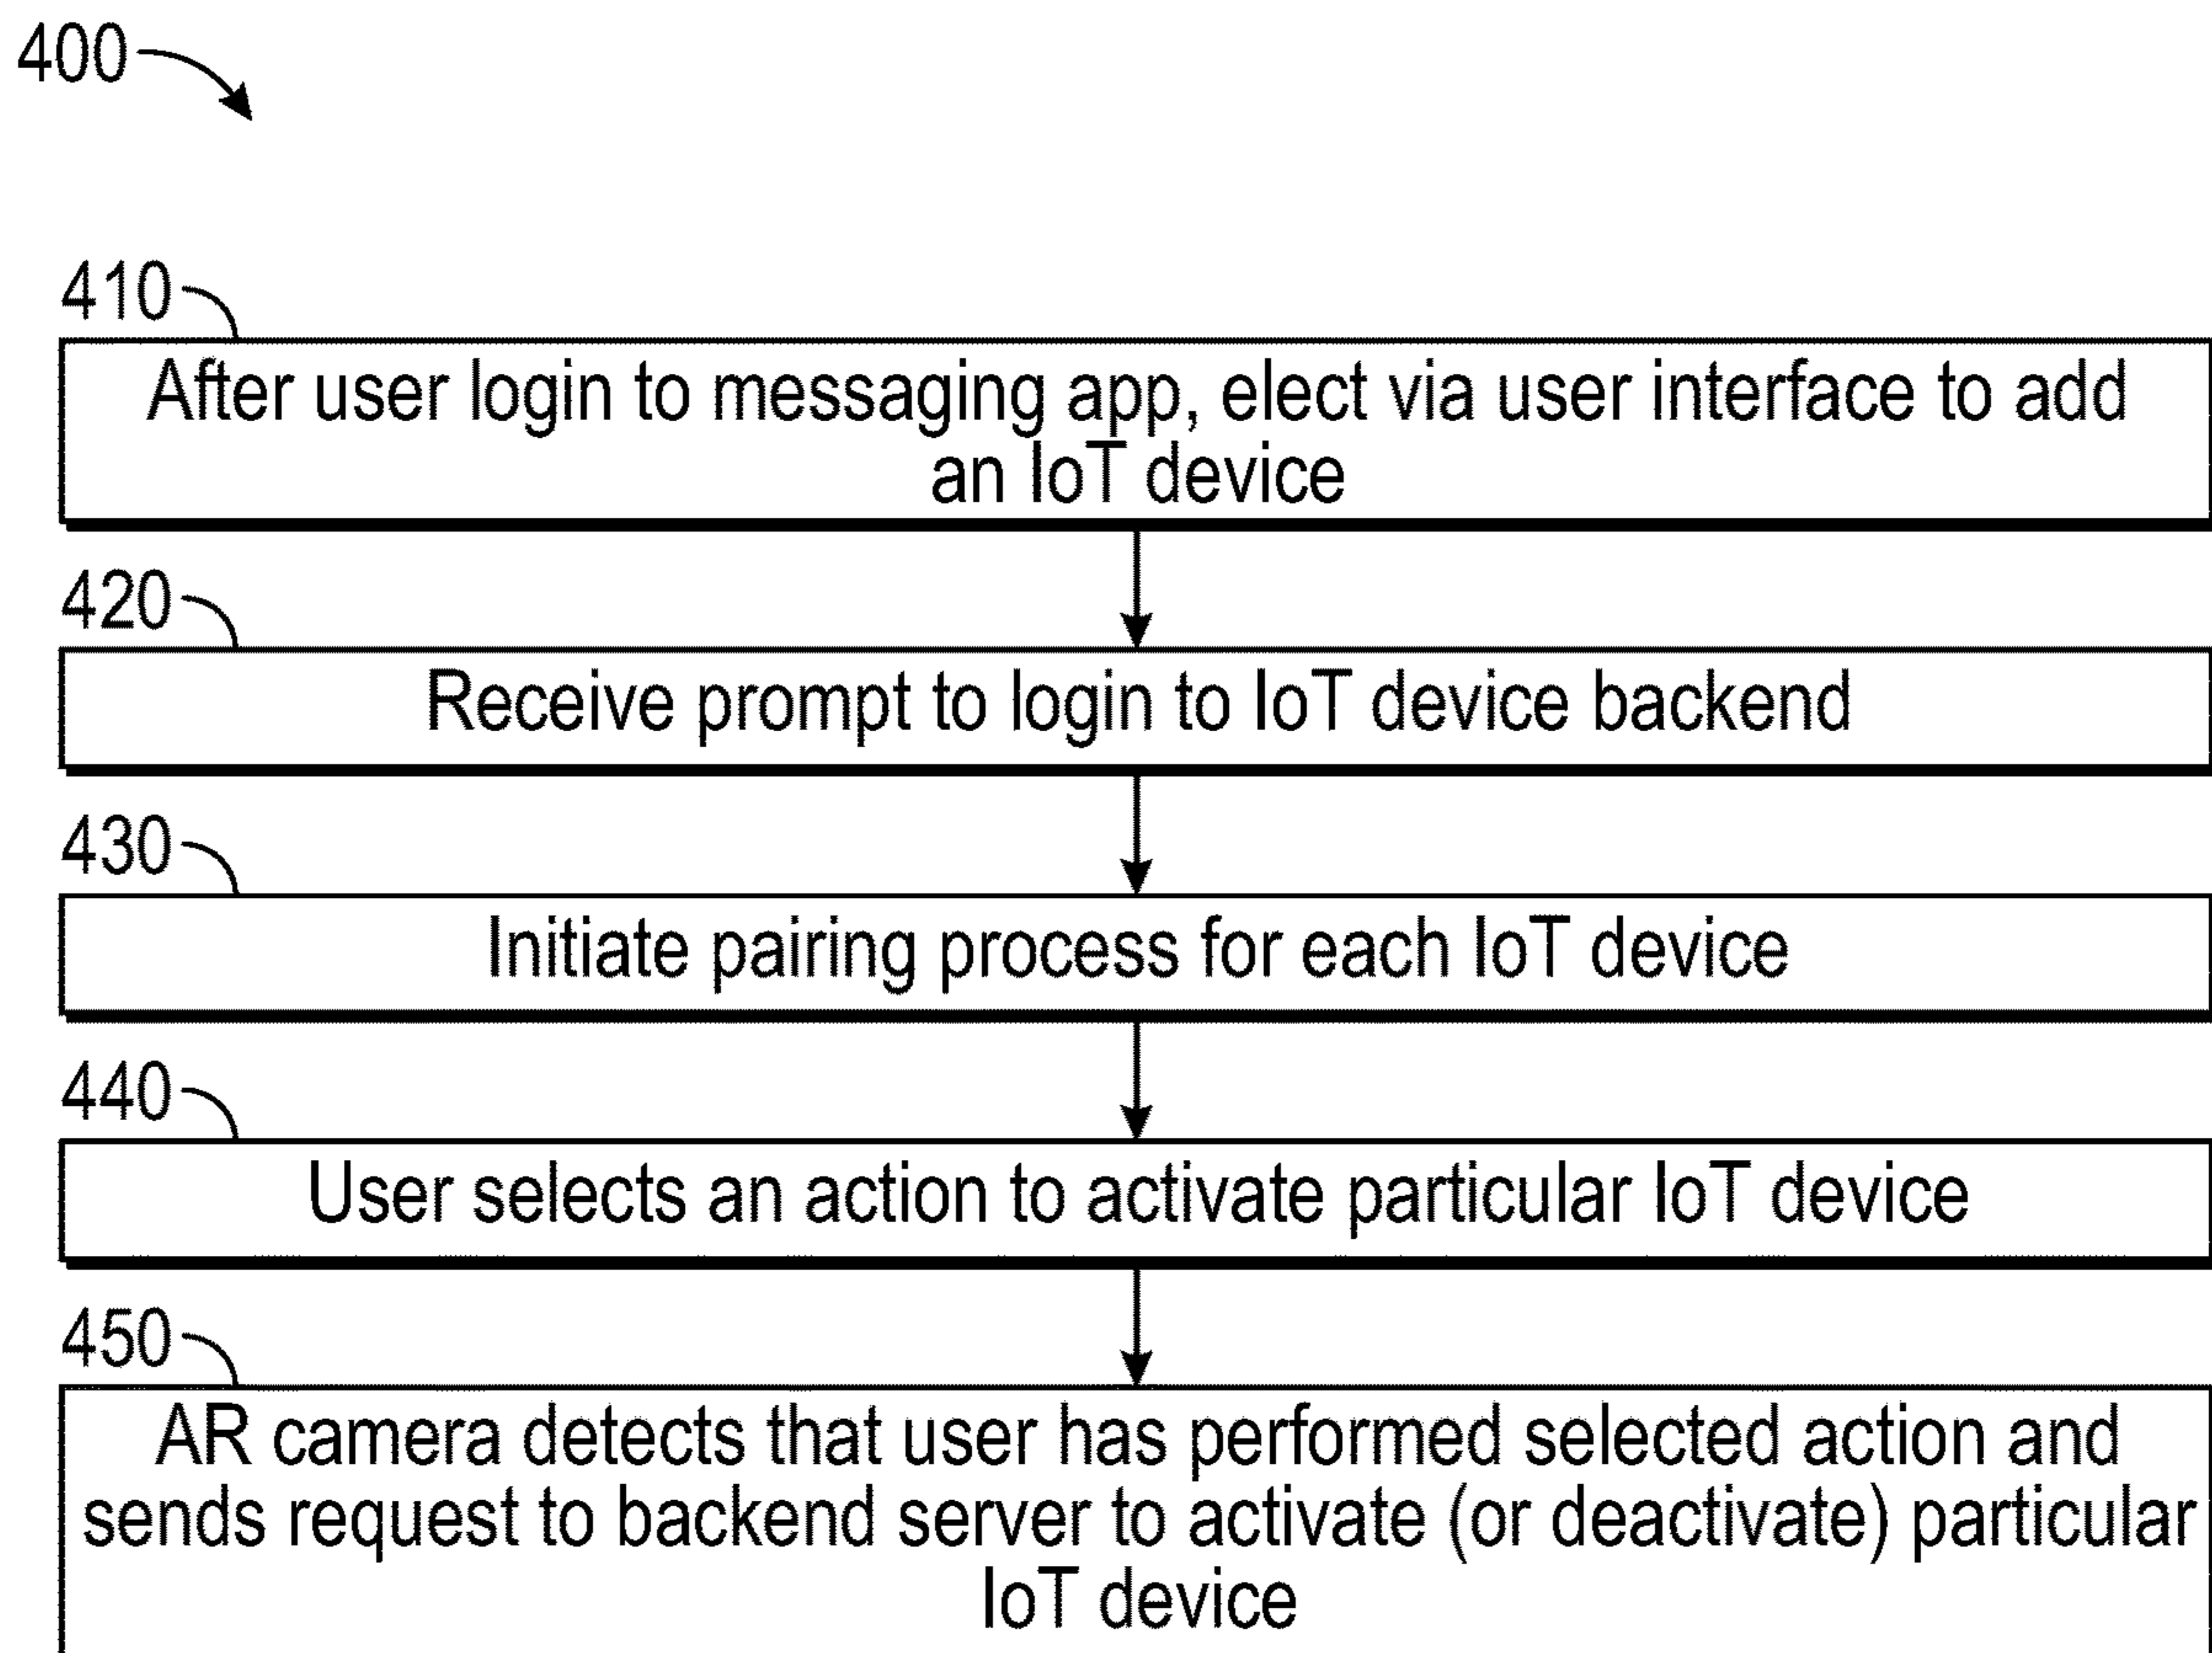 400
410
After user login to messaging app, elect via user interface to add
an IoT device
420
Receive prompt to login to IoT device backend
430
Initiate pairing process for each IoT device
440
User selects an action to activate particular IoT device
450
AR camera detects that user has performed selected action and
sends request to backend server to activate (or deactivate) particular
IoT device